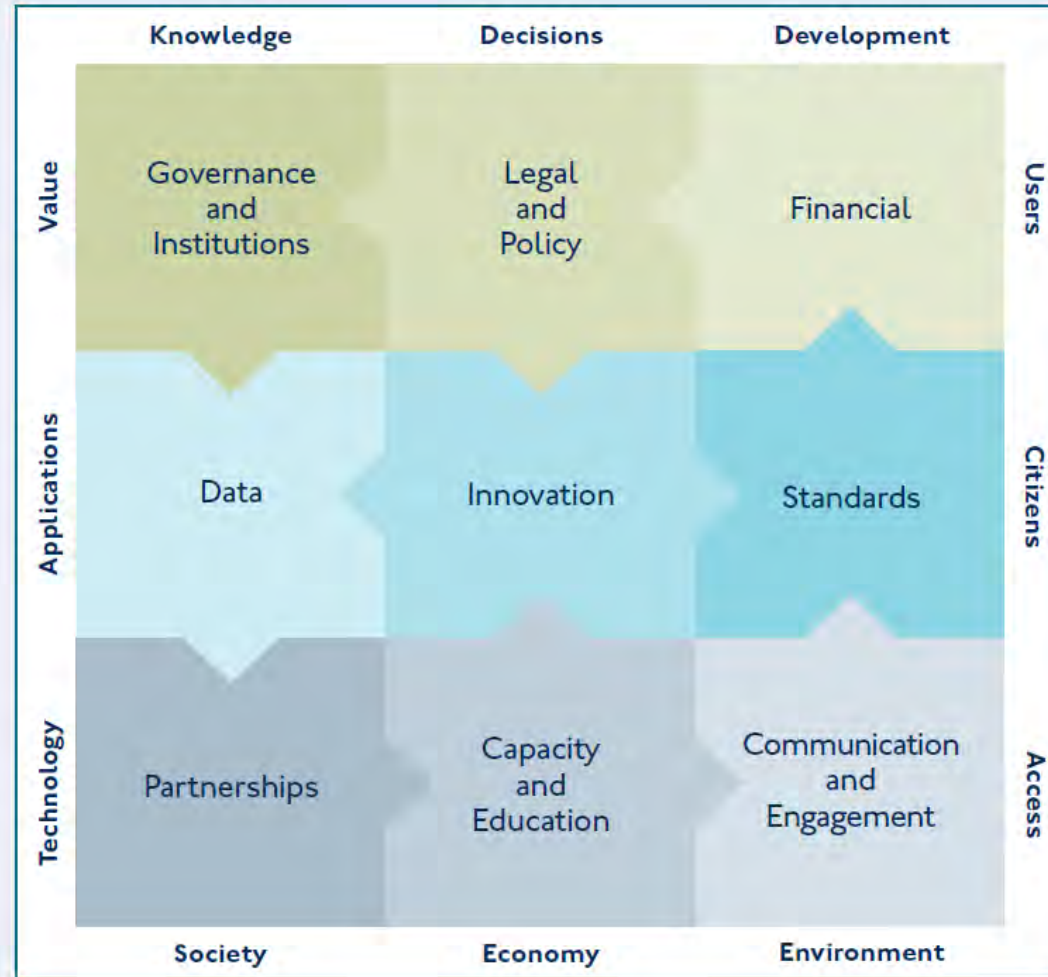 Knowledge
Decisions
Development
Value
Governance
and
Institutions
Legal
and
Policy
Financial
Users
Applications
Data
Innovation
Standards
Citizens
Technology
Partnerships
Capacity
and
Education
Communication
and
Engagement
Access
Society
Economy
Environment